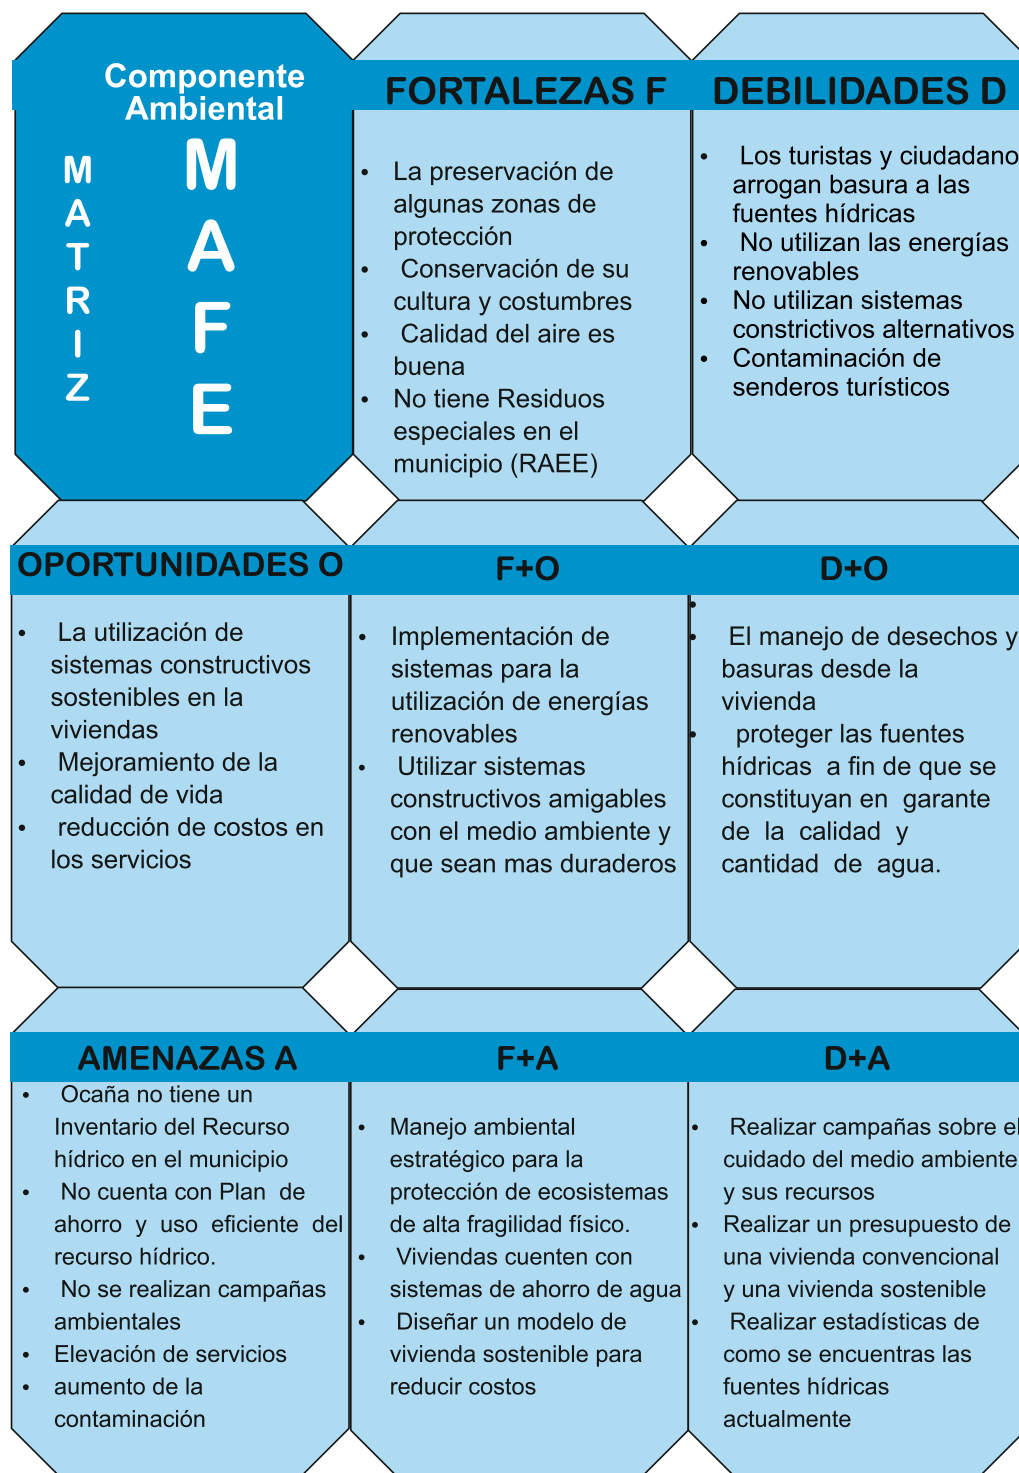 Componente
Ambiental
MATRIZ
MAFE
FORTALEZAS F
• La preservación de
algunas zonas de
protección
• Conservación de su
cultura y costumbres
• Calidad del aire es
buena
• No tiene Residuos
especiales en el
municipio (RAEE)
DEBILIDADES D
• Los turistas y ciudadano
arrogan basura a las
fuentes hídricas
• No utilizan las energías
renovables
• No utilizan sistemas
constrictivos alternativos
• Contaminación de
senderos turísticos
OPORTUNIDADES O
• La utilización de
sistemas constructivos
sostenibles en la
viviendas
• Mejoramiento de la
calidad de vida
• reducción de costos en
los servicios
F+O
• Implementación de
sistemas para la
utilización de energías
renovables
• Utilizar sistemas
constructivos amigables
con el medio ambiente y
que sean mas duraderos
D+O
•
• El manejo de desechos y
basuras desde la
vivienda
• proteger las fuentes
hídricas a fin de que se
constituyan en garante
de la calidad y
cantidad de agua.
AMENAZAS A
• Ocaña no tiene un
Inventario del Recurso
hídrico en el municipio
• No cuenta con Plan de
ahorro y uso eficiente del
recurso hídrico.
• No se realizan campañas
ambientales
• Elevación de servicios
• aumento de la
contaminación
F+A
• Manejo ambiental
estratégico para la
protección de ecosistemas
de alta fragilidad físico.
• Viviendas cuenten con
sistemas de ahorro de agua
• Diseñar un modelo de
vivienda sostenible para
reducir costos
D+A
• Realizar campañas sobre el
cuidado del medio ambiente
y sus recursos
• Realizar un presupuesto de
una vivienda convencional
y una vivienda sostenible
• Realizar estadísticas de
como se encuentras las
fuentes hídricas
actualmente